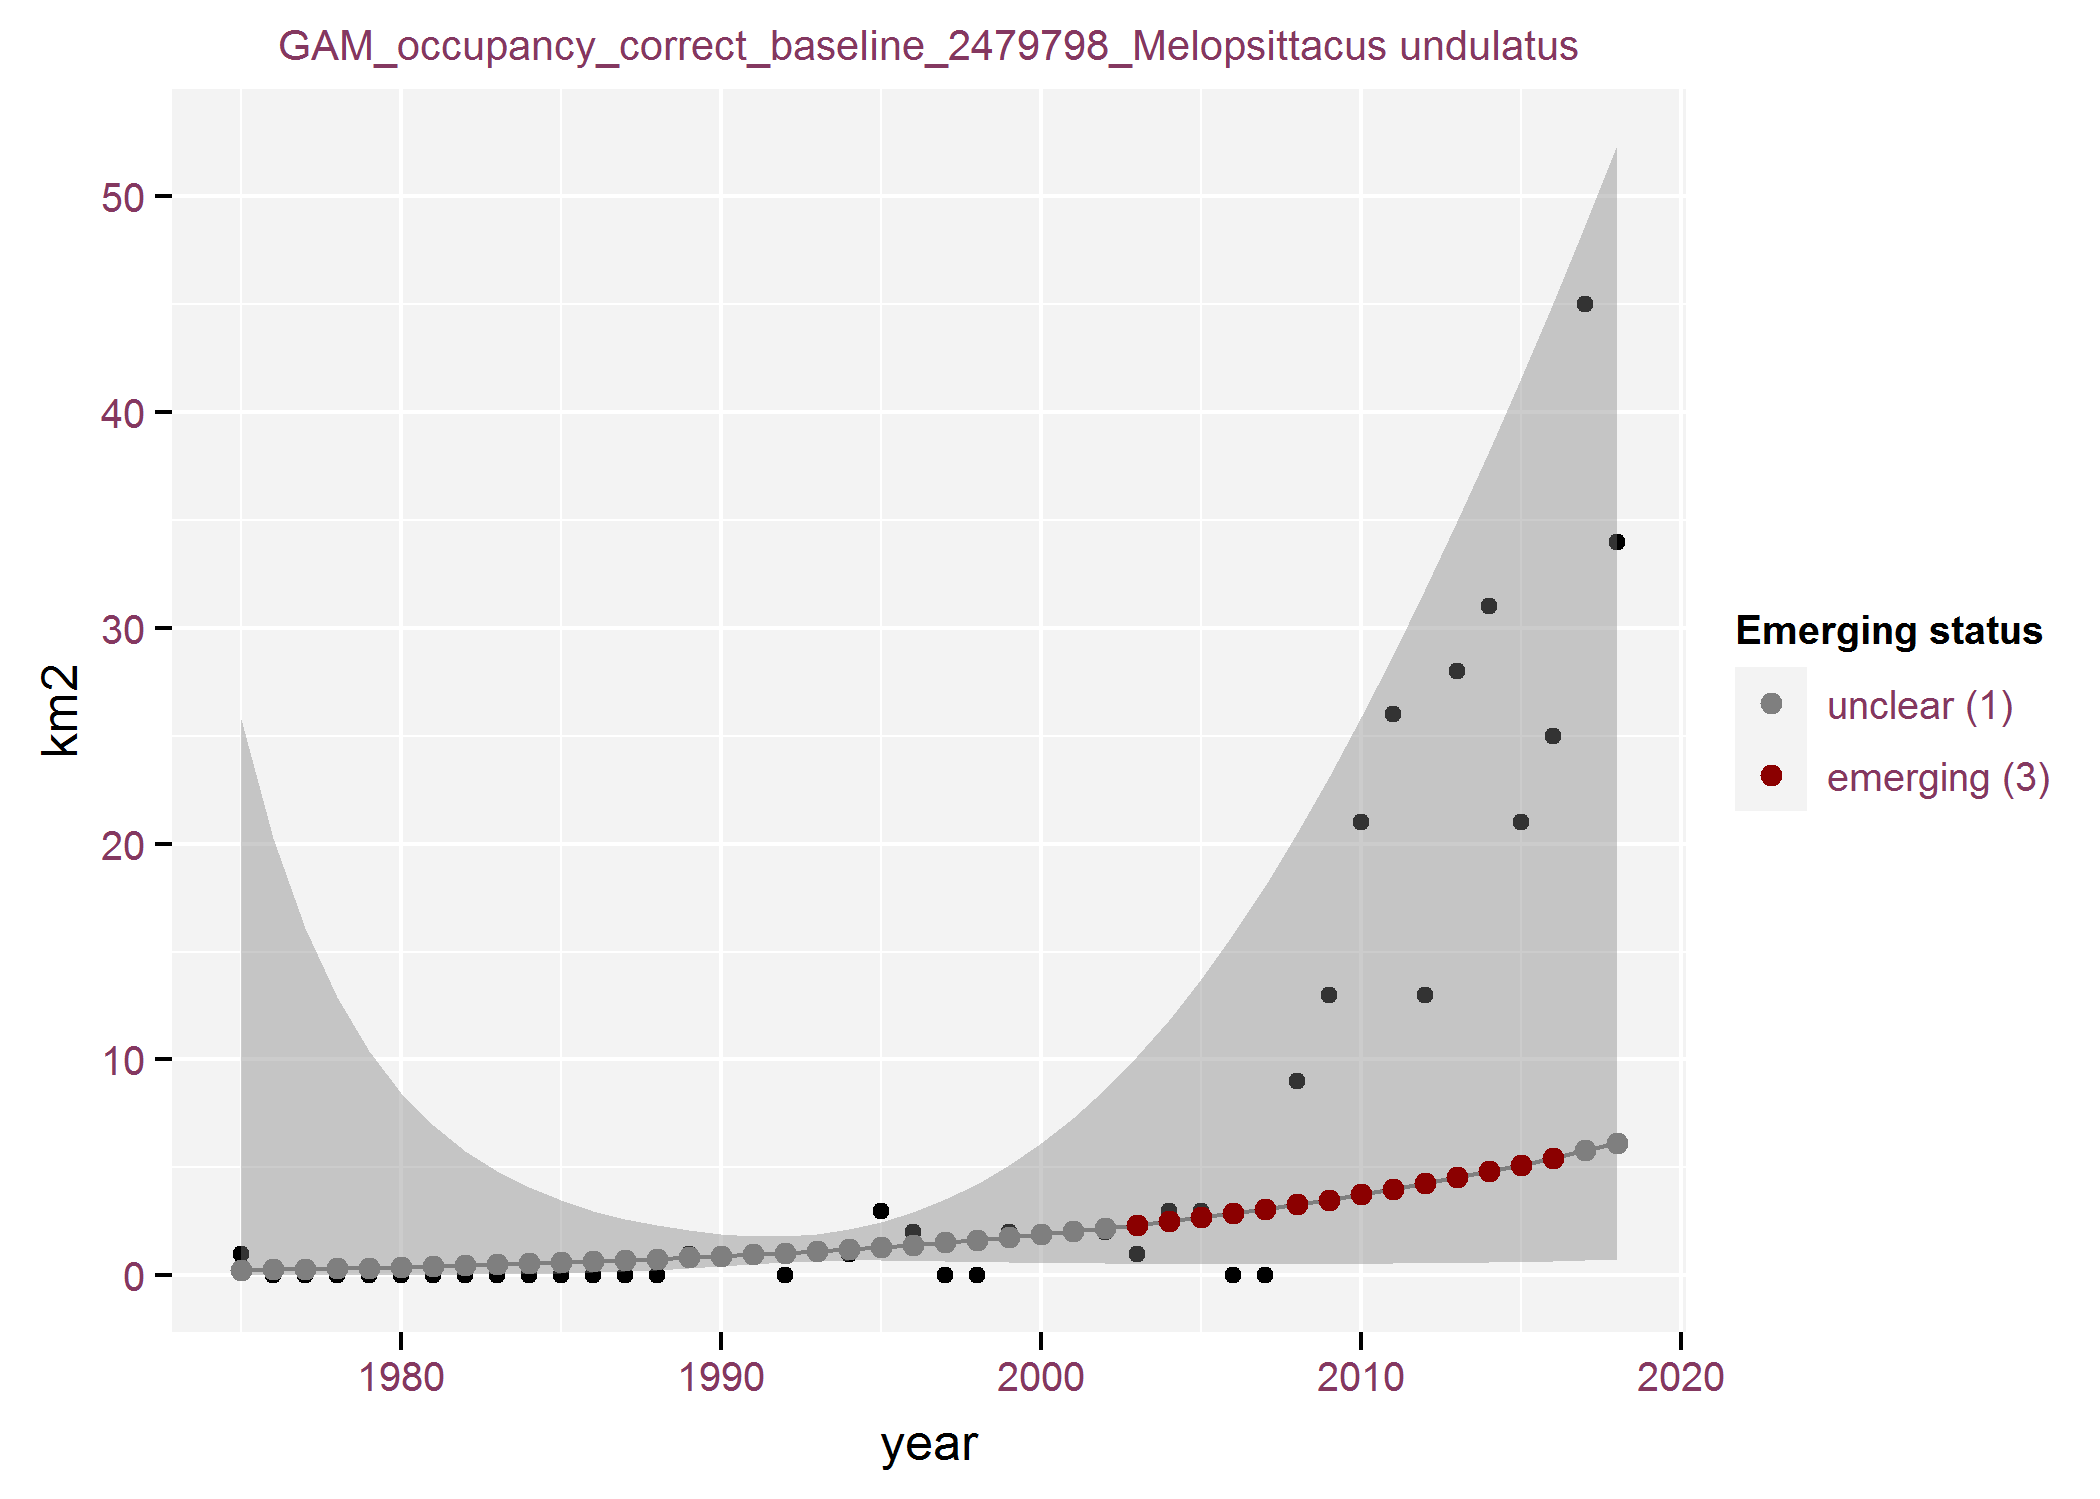 GAM_occupancy_correct_baseline_2479798_Melopsittacus undulatus
50
40
30
20
10
0
km2
1980
1990
2000
2010
2020
year
Emerging status
unclear (1)
emerging (3)